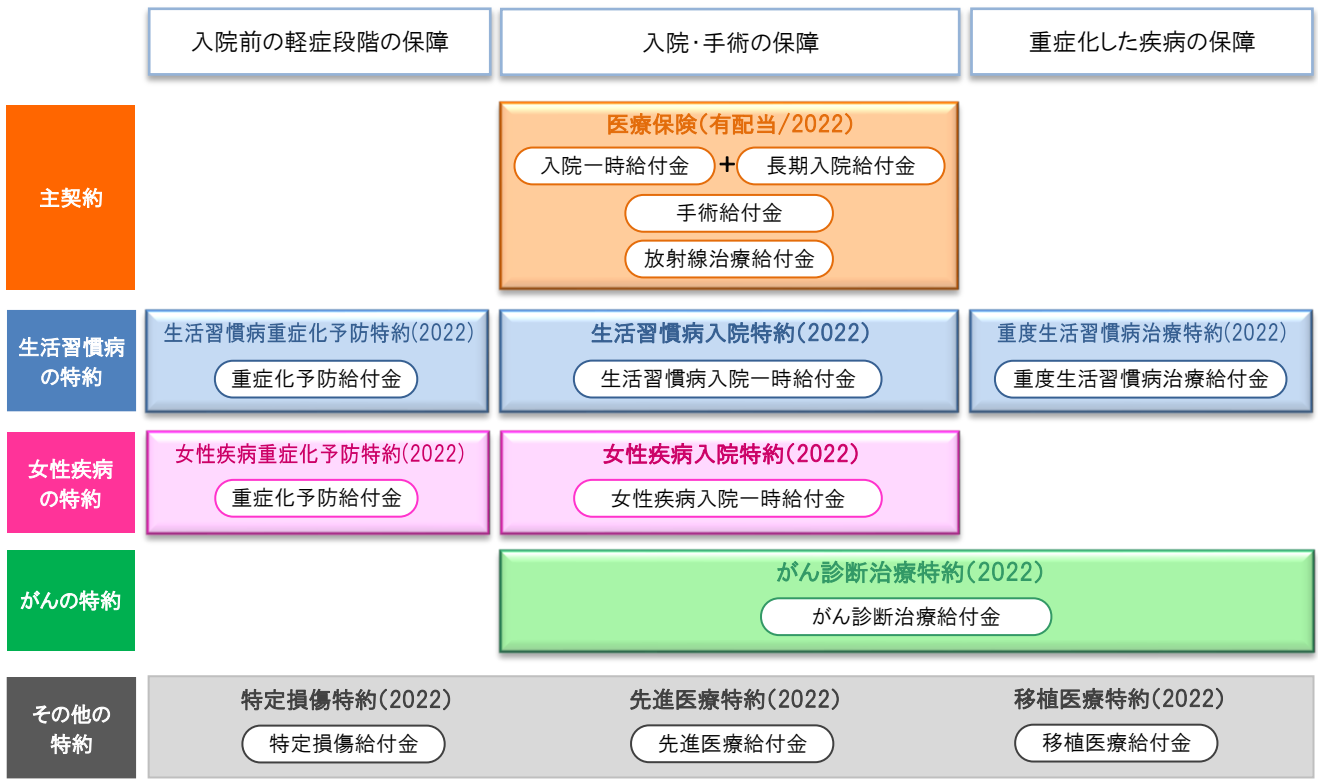 入院前の軽症段階の保障
入院・手術の保障
重症化した疾病の保障
主契約
医療保険(有配当/2022)
入院一時給付金 + 長期入院給付金
手術給付金
放射線治療給付金
生活習慣病
の特約
生活習慣病重症化予防特約(2022)
重症化予防給付金
生活習慣病入院特約(2022)
生活習慣病入院一時給付金
重度生活習慣病治療特約(2022)
重度生活習慣病治療給付金
女性疾病
の特約
女性疾病重症化予防特約(2022)
重症化予防給付金
女性疾病入院特約(2022)
女性疾病入院一時給付金
がんの特約
がん診断治療特約(2022)
がん診断治療給付金
その他の
特約
特定損傷特約(2022)
特定損傷給付金
先進医療特約(2022)
先進医療給付金
移植医療特約(2022)
移植医療給付金